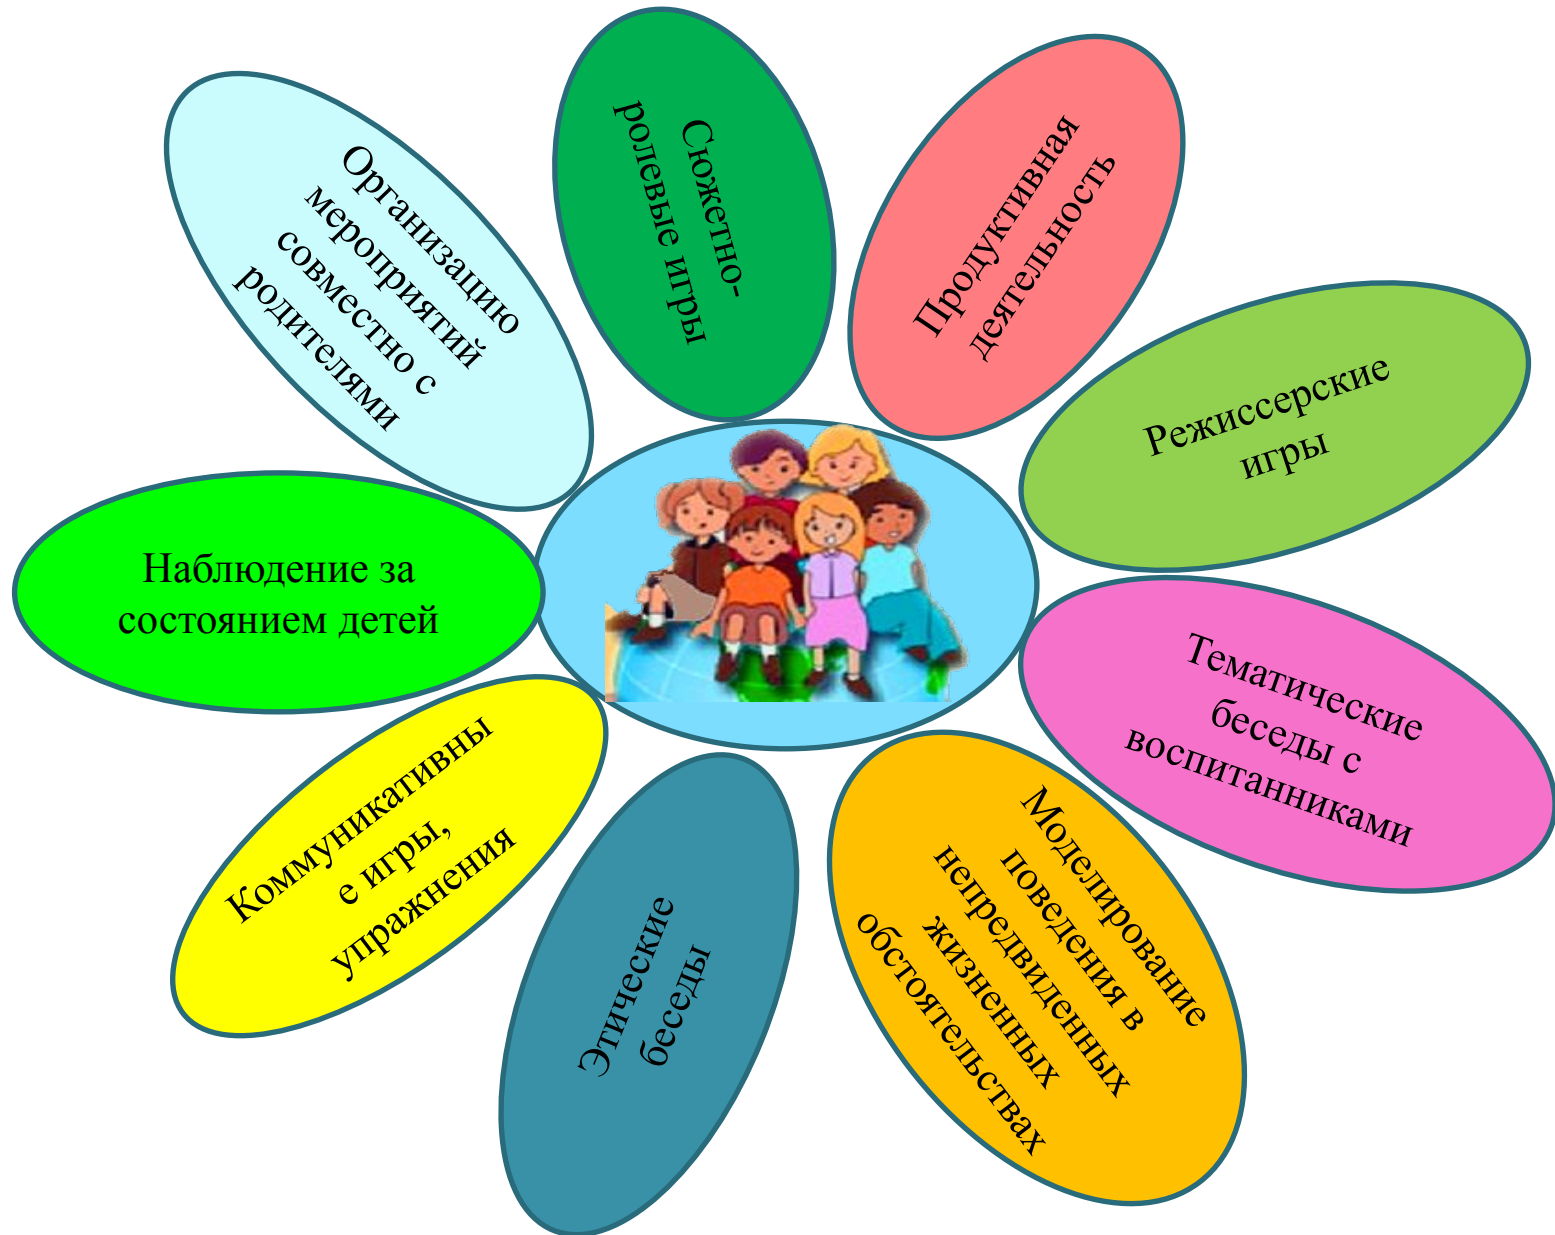 Организацию
мероприятий
совместно с
родителями
Сюжетно-
ролевые игры
Продуктивная
деятельность
Режиссерские
игры
Тематические
беседы с
воспитанниками
Моделирование
поведения в
непредвиденных
жизненных
обстоятельствах
Этические
беседы
Коммуникативны
е игры,
упражнения
Наблюдение за
состоянием детей